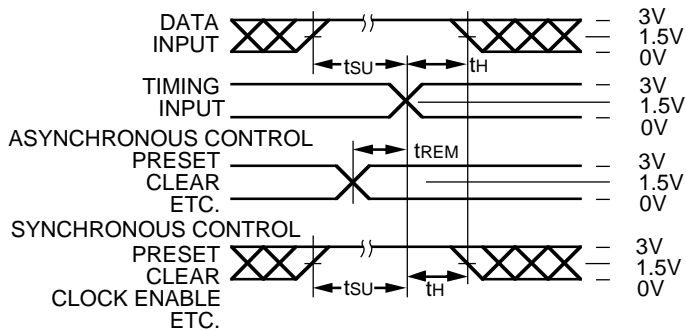 DATA
INPUT
3V
1.5V
0V
tSU
tH
TIMING
INPUT
3V
1.5V
0V
ASYNCHRONOUS CONTROL
PRESET
CLEAR
ETC.
tREM
3V
1.5V
0V
SYNCHRONOUS CONTROL
PRESET
CLEAR
CLOCK ENABLE
ETC.
tSU
tH
3V
1.5V
0V